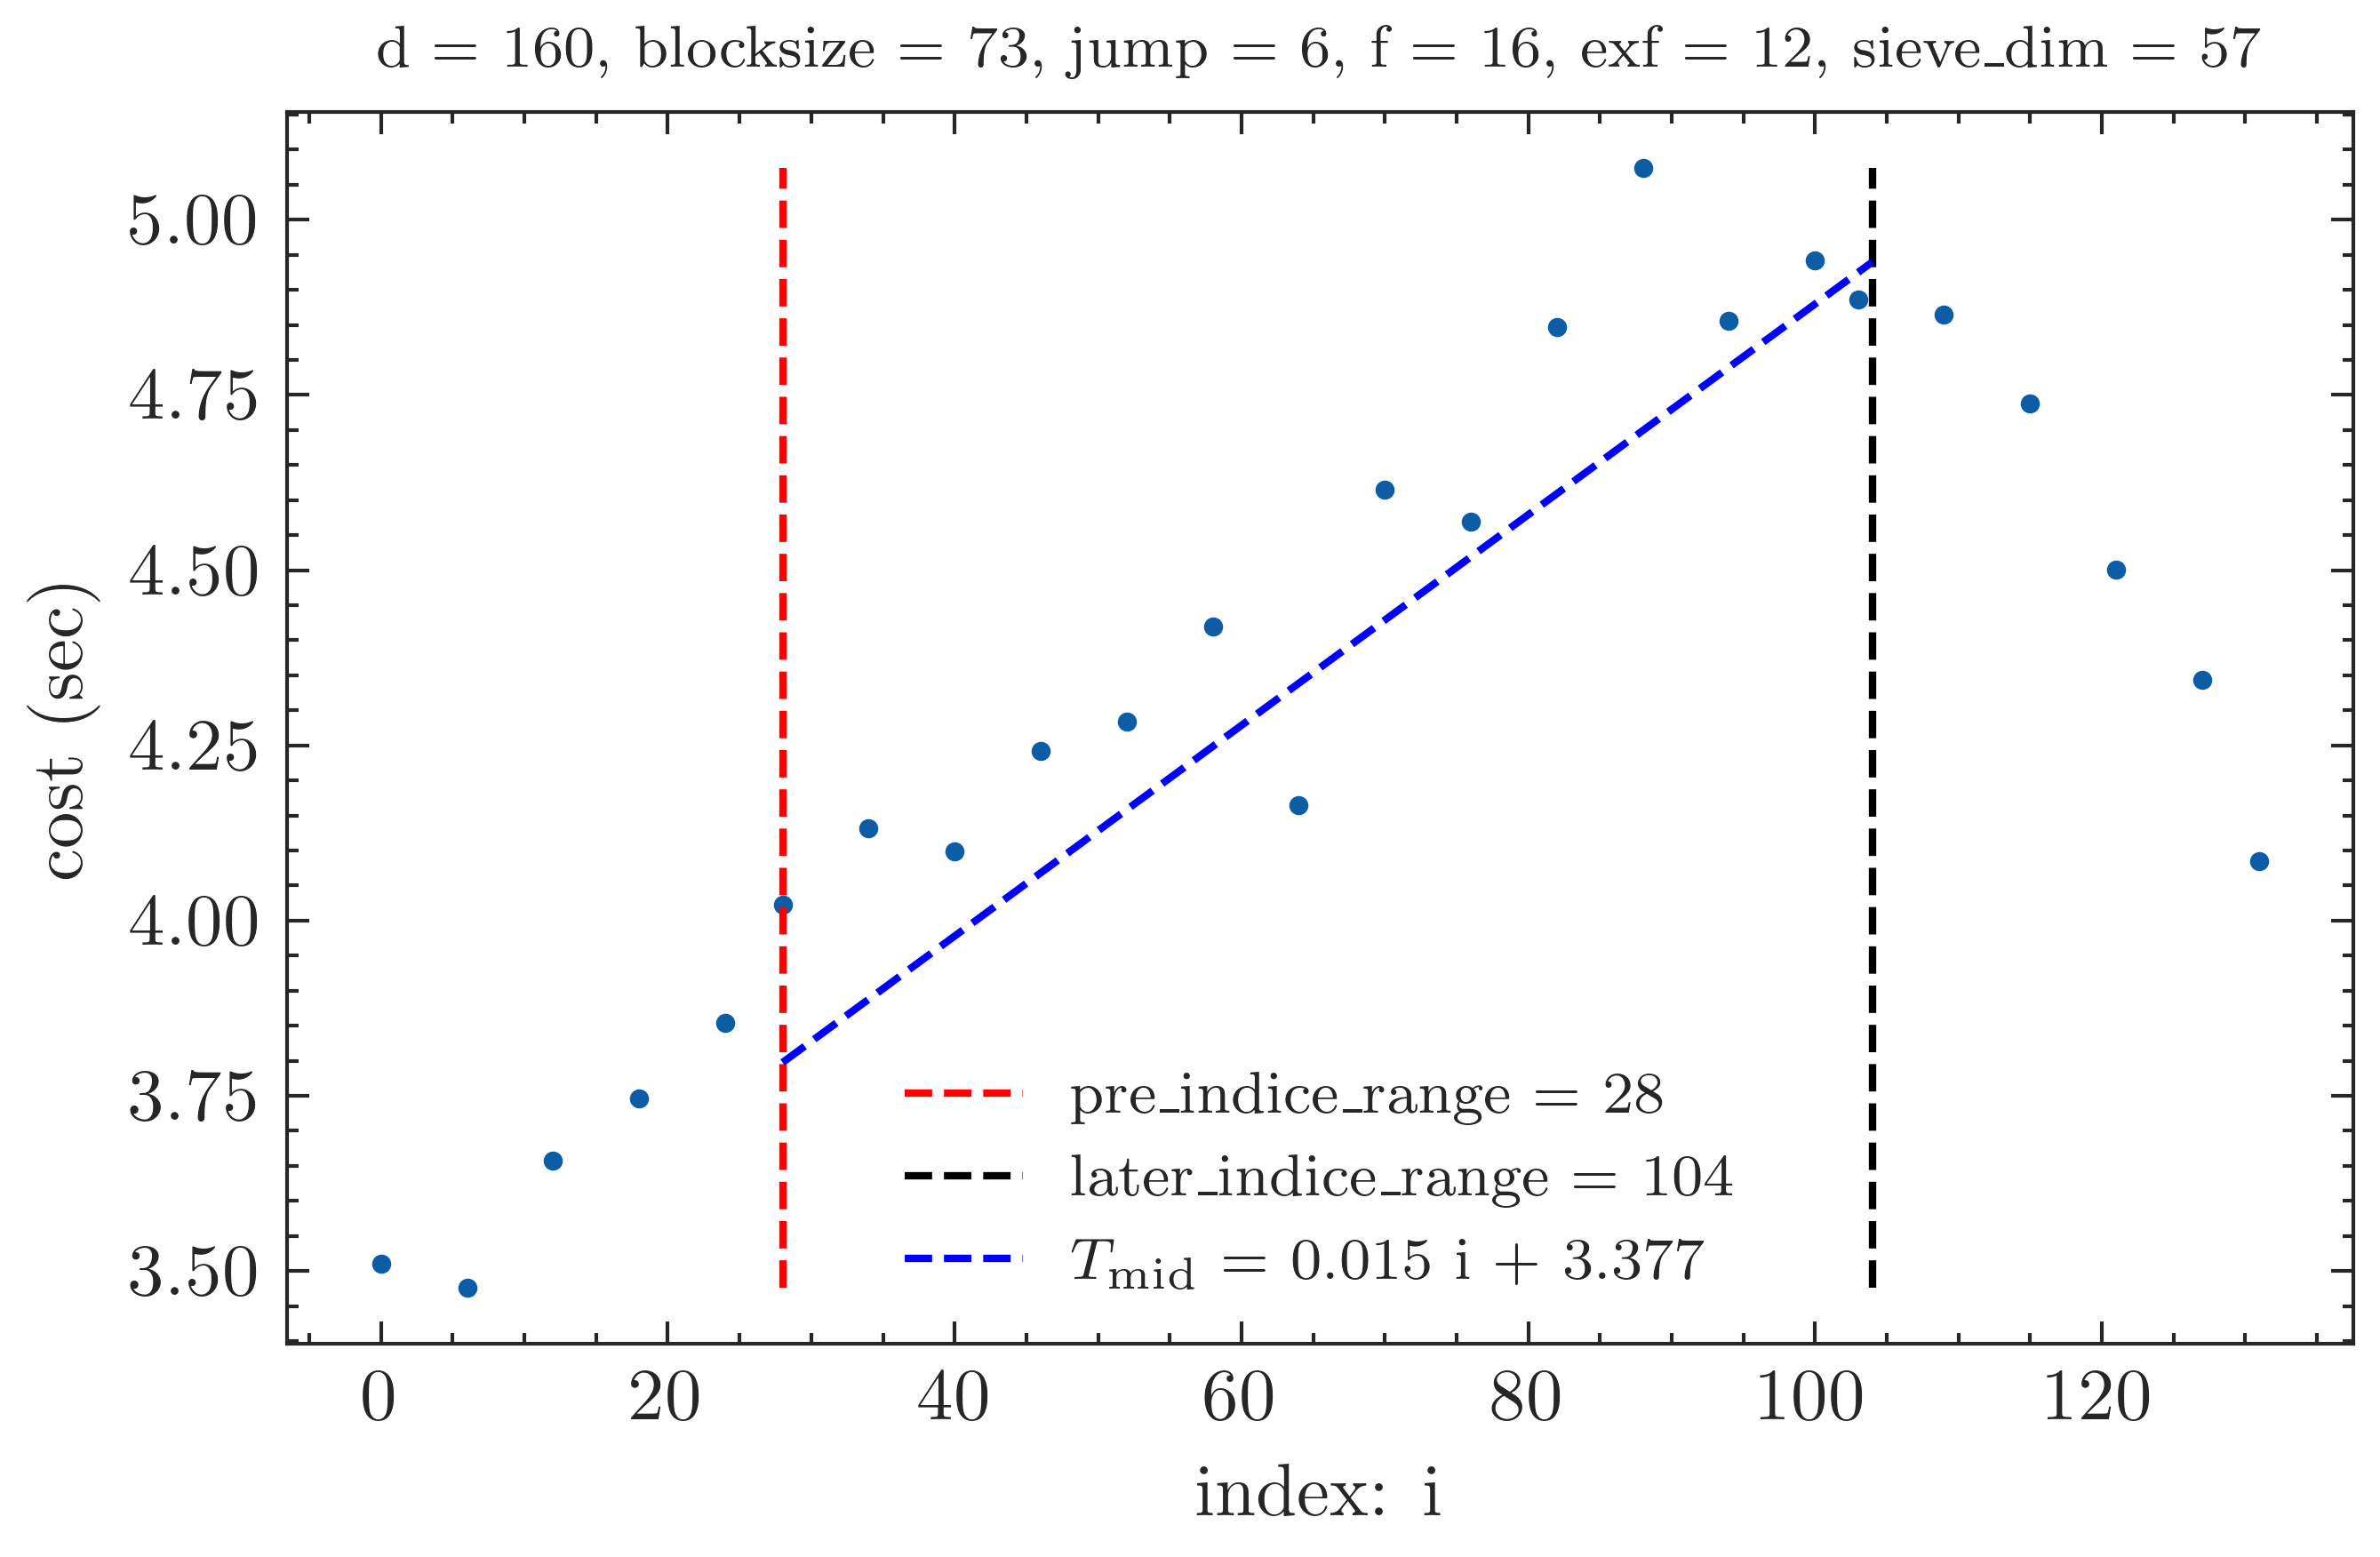 d = 160, blocksize = 73, jump = 6, f = 16, exf = 12, sieve_dim = 57
cost (sec)
5.00
4.75
4.50
4.25
4.00
3.75
3.50
pre_indice_range = 28
later_indice_range = 104
T_mid = 0.015 i + 3.377
0 20 40 60 80 100 120
index: i